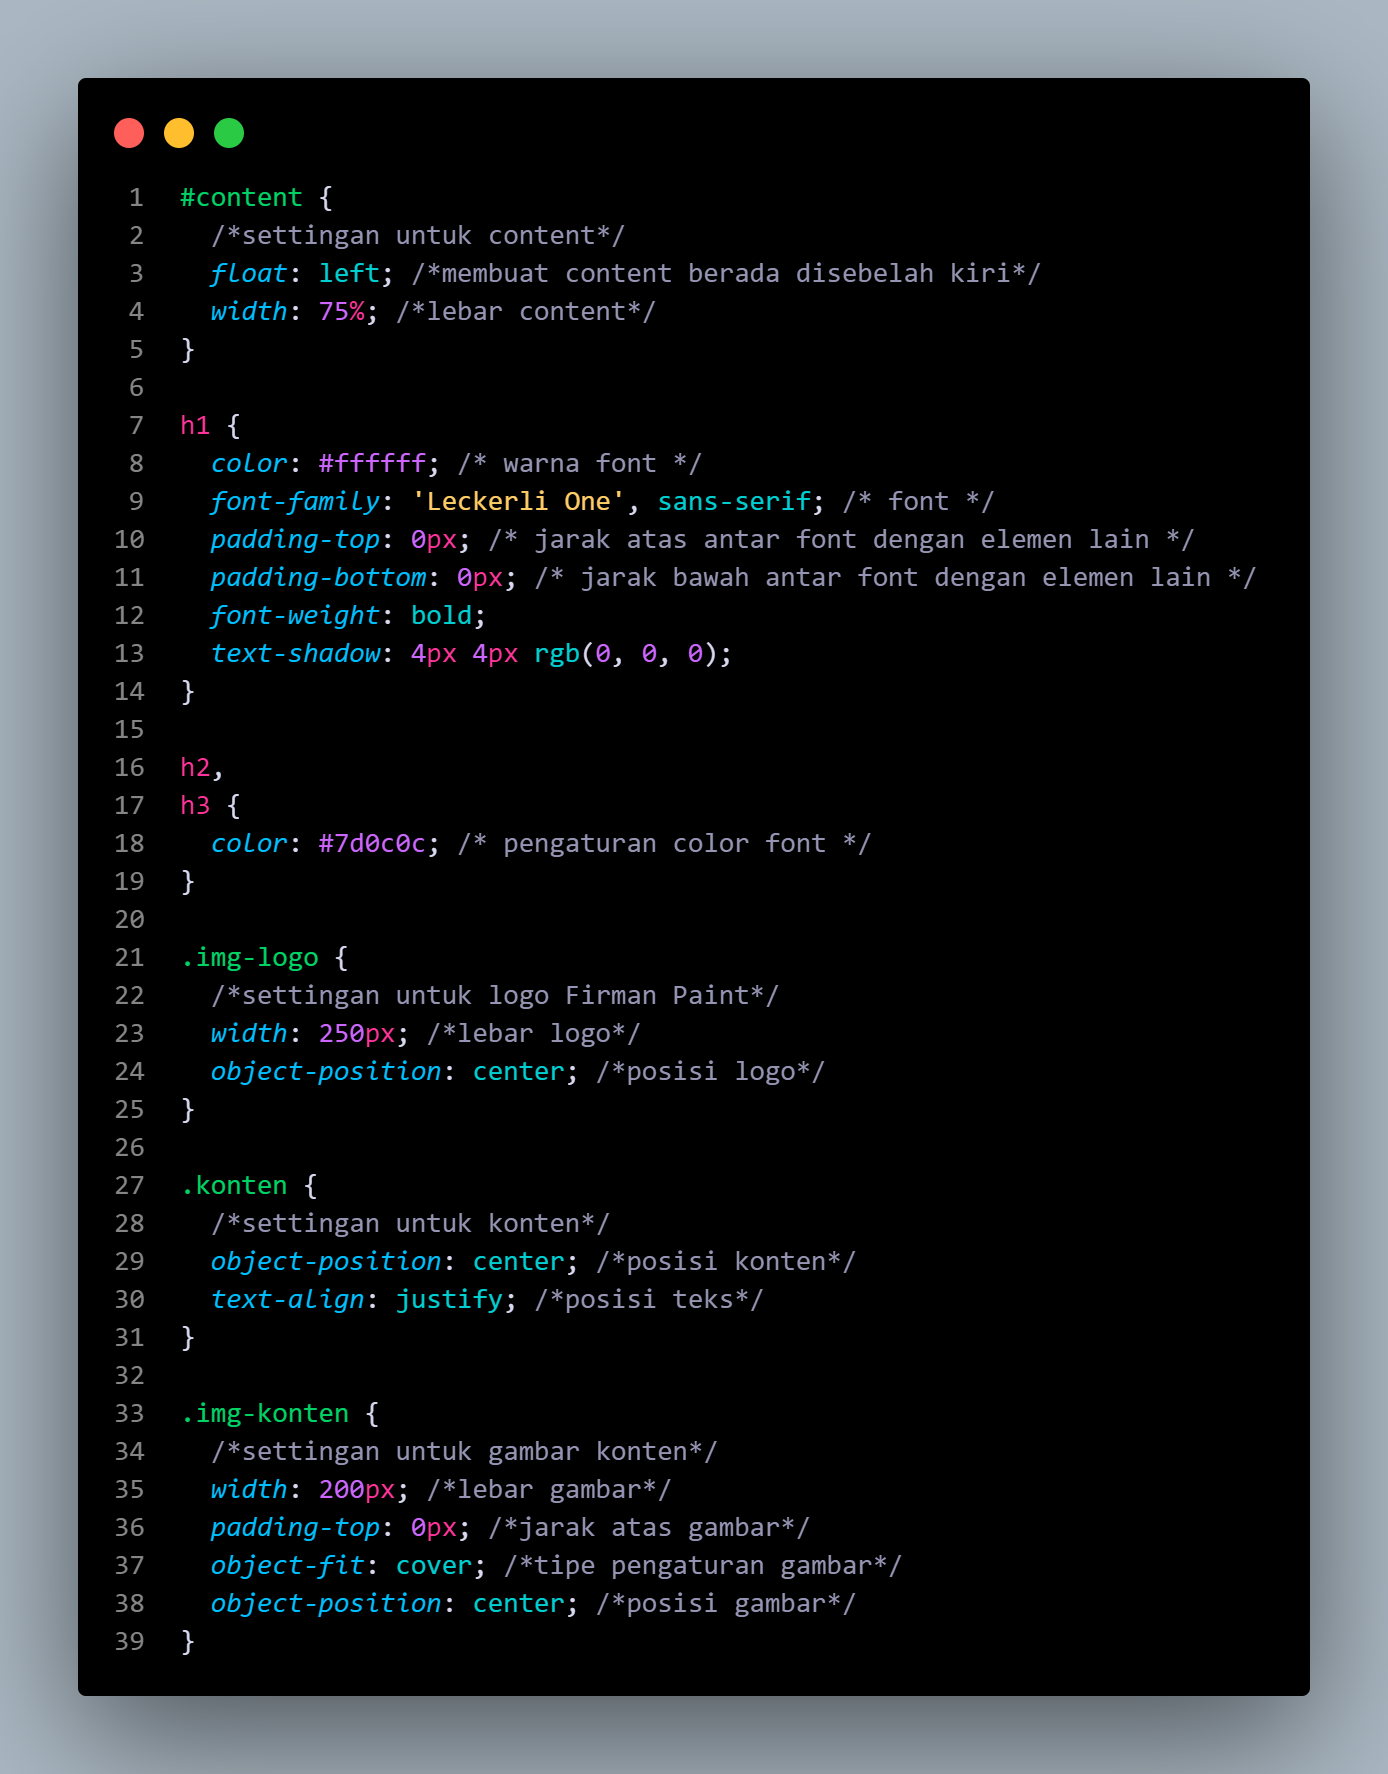 1 #content {
2   /*settingan untuk content*/
3   float: left; /*membuat content berada disebelah kiri*/
4   width: 75%; /*lebar content*/
5 }
6
7 h1 {
8   color: #ffffff; /* warna font */
9   font-family: 'Leckerli One', sans-serif; /* font */
10   padding-top: 0px; /* jarak atas antar font dengan elemen lain */
11   padding-bottom: 0px; /* jarak bawah antar font dengan elemen lain */
12   font-weight: bold;
13   text-shadow: 4px 4px rgb(0, 0, 0);
14 }
15
16 h2,
17 h3 {
18   color: #7d0c0c; /* pengaturan color font */
19 }
20
21 .img-logo {
22   /*settingan untuk logo Firman Paint*/
23   width: 250px; /*lebar logo*/
24   object-position: center; /*posisi logo*/
25 }
26
27 .konten {
28   /*settingan untuk konten*/
29   object-position: center; /*posisi konten*/
30   text-align: justify; /*posisi teks*/
31 }
32
33 .img-konten {
34   /*settingan untuk gambar konten*/
35   width: 200px; /*lebar gambar*/
36   padding-top: 0px; /*jarak atas gambar*/
37   object-fit: cover; /*tipe pengaturan gambar*/
38   object-position: center; /*posisi gambar*/
39 }